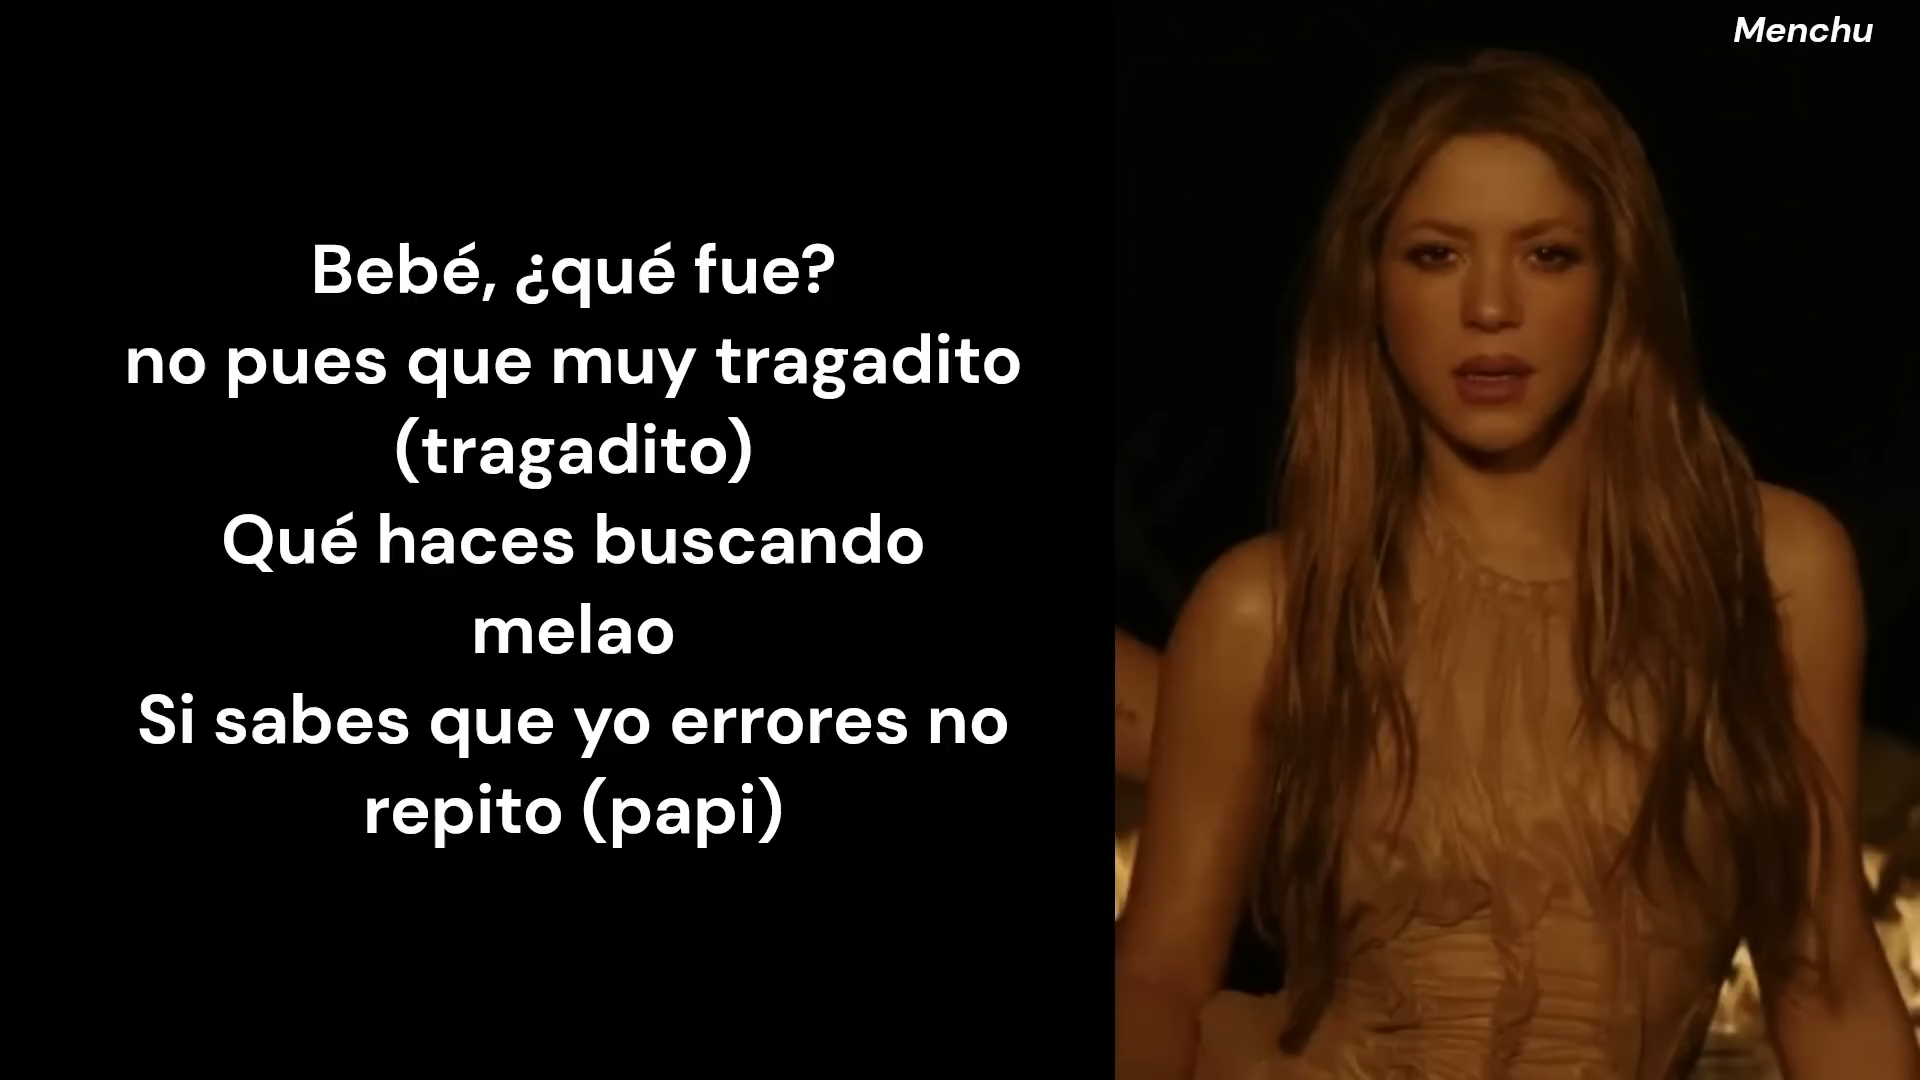 Menchu
Bebé, ¿qué fue?
no pues que muy tragadito
(tragadito)
Qué haces buscando
melao
Si sabes que yo errores no
repito (papi)